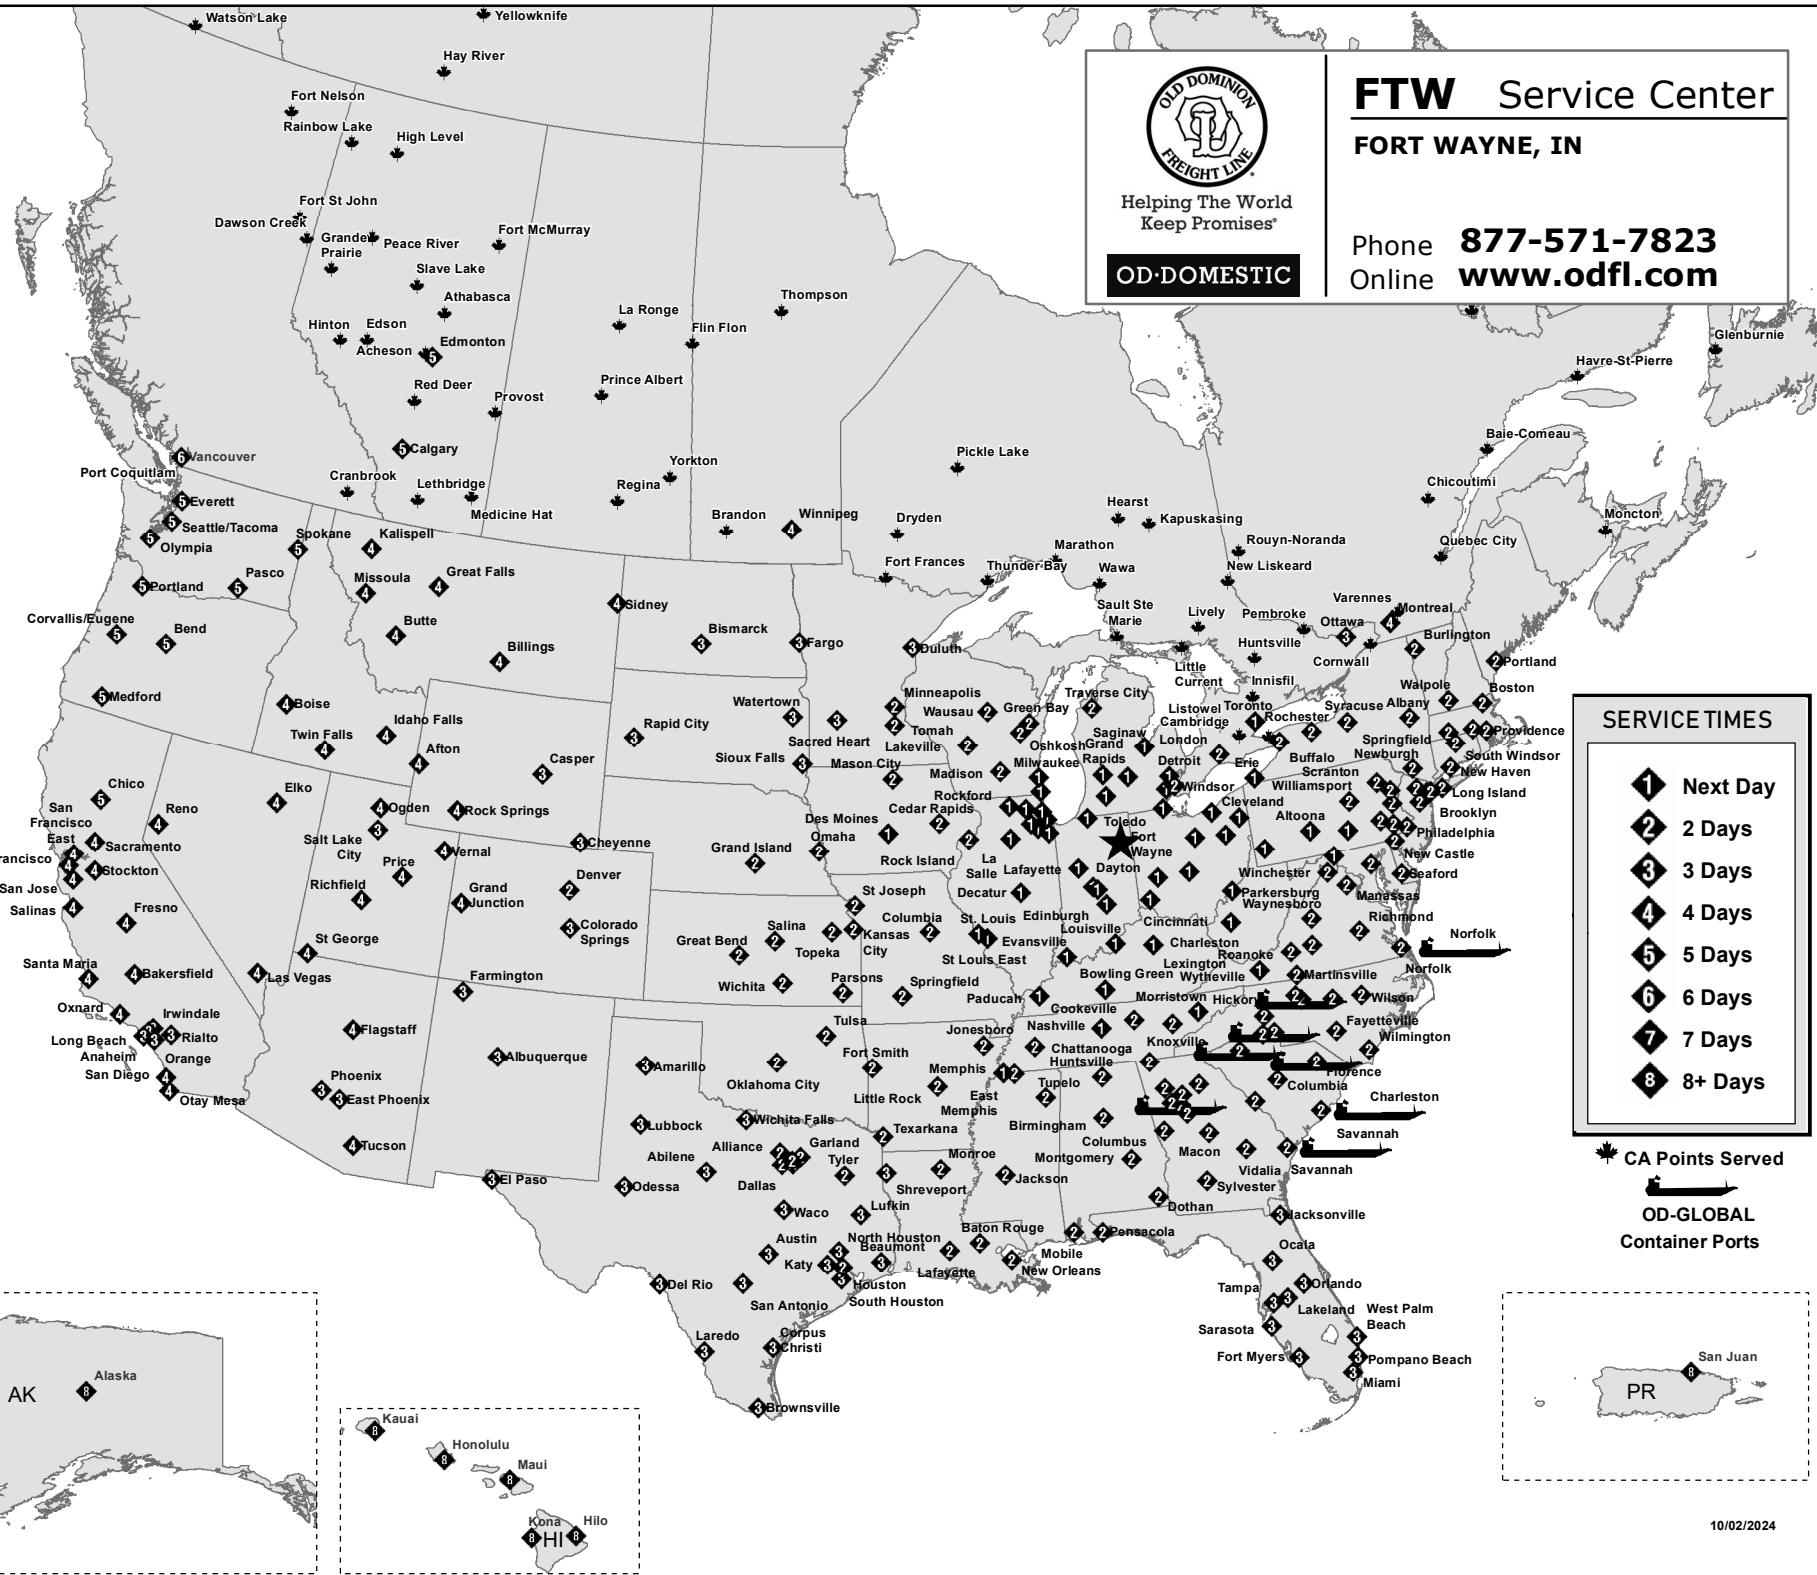 Watson Lake
Yellowknife
Hay River
Fort Nelson
Rainbow Lake
High Level
Fort St John
Dawson Creek
Grande
Prairie
Peace River
Fort McMurray
Slave Lake
Athabasca
Hinton
Edson
Acheson
Edmonton
Red Deer
Provost
La Ronge
Flin Flon
Thompson
Prince Albert
Calgary
Vancouver
Port Coquitlam
Cranbrook
Lethbridge
Medicine Hat
Regina
Yorkton
Brandon
Winnipeg
Pickle Lake
Dryden
Fort Frances
Thunder Bay
Marathon
Wawa
Hearst
Kapuskasing
Rouyn-Noranda
New Liskeard
Sault Ste
Marie
Lively
Pembroke
Huntsville
Little
Current
Innisfil
Varennes
Montreal
Ottawa
Cornwall
Chicoutimi
Quebec City
Baie-Comeau
Havre-St-Pierre
Glenburnie
Moncton
OLD DOMINION
FREIGHT LINE
Helping The World
Keep Promises
OD·DOMESTIC
FTW Service Center
FORT WAYNE, IN
Phone 877-571-7823
Online www.odfl.com
Everett
Seattle/Tacoma
Olympia
Spokane
Kalispell
Portland
Pasco
Missoula
Great Falls
Corvallis/Eugene
Bend
Butte
Billings
Sidney
Bismarck
Fargo
Duluth
Medford
Boise
Twin Falls
Idaho Falls
Afton
Casper
Rapid City
Watertown
Sacred Heart
Sioux Falls
Minneapolis
Wausau
Green Bay
Tomah
Lakeville
Oshkosh
Mason City
Madison
Milwaukee
Rockford
Cedar Rapids
Des Moines
Omaha
Rock Island
La
Salle
Traverse City
Saginaw
Grand
Rapids
Detroit
Windsor
London
Listowel
Cambridge
Toronto
Rochester
Syracuse
Albany
Burlington
Portland
Walpole
Boston
Providence
Springfield
Newburgh
South Windsor
New Haven
Long Island
Brooklyn
Buffalo
Erie
Scranton
Williamsport
Cleveland
Altoona
Philadelphia
New Castle
Seaford
Toledo
Fort
Wayne
Lafayette
Dayton
Winchester
Parkersburg
Waynesboro
Manassas
Richmond
Norfolk
Norfolk
Chico
San
Francisco
East
Reno
Elko
Sacramento
rancisco
Stockton
San Jose
Salinas
Fresno
Ogden
Salt Lake
City
Rock Springs
Vernal
Cheyenne
Price
Richfield
Grand
Junction
Denver
Colorado
Springs
Grand Island
St George
Santa Maria
Bakersfield
Las Vegas
Farmington
Oxnard
Irwindale
Rialto
Long Beach
Anaheim
Orange
San Diego
Otay Mesa
Flagstaff
Phoenix
East Phoenix
Tucson
Albuquerque
El Paso
St Joseph
Kansas
City
Columbia
Salina
Topeka
Great Bend
Wichita
Parsons
Springfield
Decatur
St. Louis
St Louis East
Edinburgh
Louisville
Evansville
Cincinnati
Charleston
Lexington
Bowling Green
Paducah
Roanoke
Wytheville
Martinsville
Cookeville
Morristown
Hickory
Wilson
Nashville
Knoxville
Fayetteville
Wilmington
Jonesboro
Chattanooga
Huntsville
Florence
Columbia
Charleston
Tulsa
Fort Smith
Oklahoma City
Amarillo
Little Rock
Memphis
East
Memphis
Tupelo
Birmingham
Columbus
Montgomery
Macon
Savannah
Savannah
Vidalia
Sylvester
Dothan
Lubbock
Wichita Falls
Texarkana
Abilene
Alliance
Garland
Tyler
Dallas
Odessa
Monroe
Shreveport
Jackson
Waco
Lufkin
Austin
North Houston
Beaumont
Katy
Houston
South Houston
Baton Rouge
Lafayette
New Orleans
Mobile
Pensacola
Jacksonville
Ocala
Orlando
Tampa
Lakeland
Sarasota
Fort Myers
West Palm
Beach
Pompano Beach
Miami
Del Rio
San Antonio
Laredo
Corpus
Christi
Brownsville
SERVICE TIMES
1 Next Day
2 2 Days
3 3 Days
4 4 Days
5 5 Days
6 6 Days
7 7 Days
8 8+ Days
CA Points Served
OD-GLOBAL
Container Ports
AK
Alaska
Kauai
Honolulu
Maui
Kona
Hilo
HI
San Juan
PR
10/02/2024